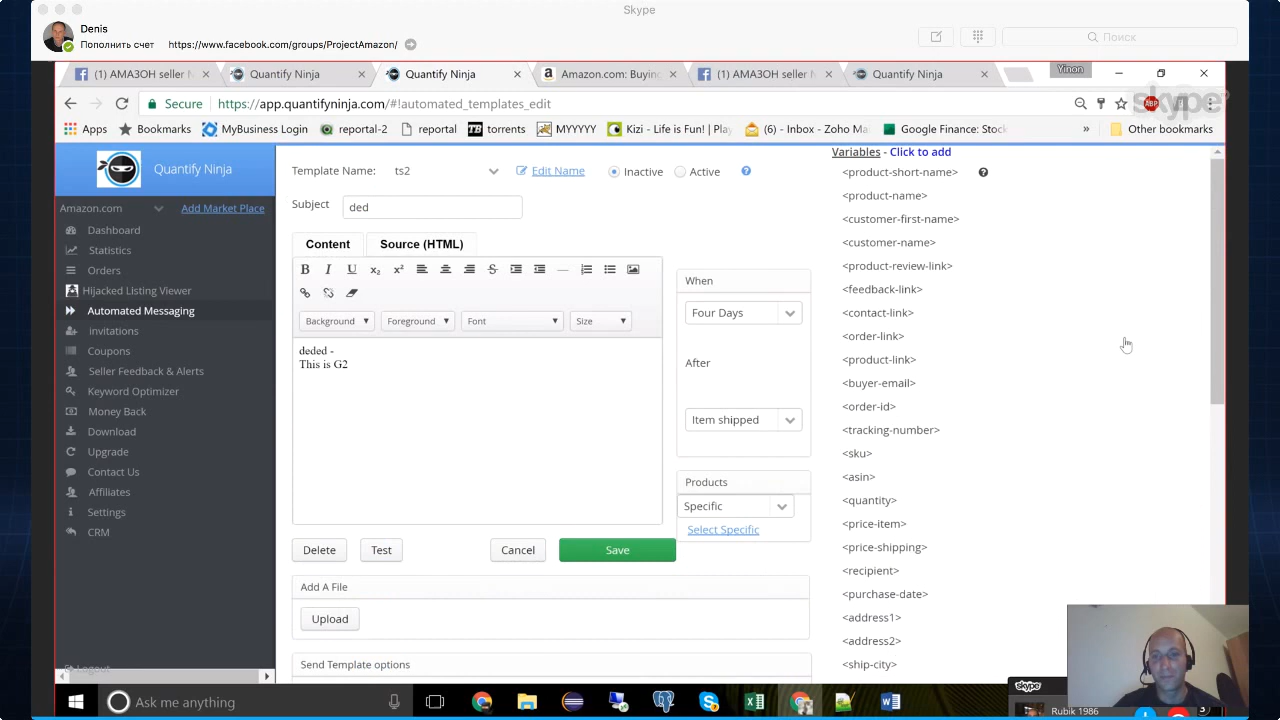 Skype
Denis
Пополнить счет https://www.facebook.com/groups/ProjectAmazon/
Поиск
(1) АМАЗОН seller
Quantify Ninja
Quantify Ninja
Amazon.com: Buying
(1) АМАЗОН seller
Quantify Ninja
Yinon
Secure https://app.quantifyninja.com/#!automated_templates_edit
ABP
skype
Apps Bookmarks MyBusiness Login reportal-2 reportal torrents MYYYYY Kizi - Life is Fun! | (6) - Inbox - Zoho Google Finance: » Other bookmarks
Quantify Ninja
Amazon.com Add Market Place
Dashboard
Statistics
Orders
Hijacked Listing Viewer
Automated Messaging
invitations
Coupons
Seller Feedback & Alerts
Keyword Optimizer
Money Back
Download
Upgrade
Contact Us
Affiliates
Settings
CRM
Logout
Template Name: ts2 Edit Name Inactive Active
Subject ded
Content Source (HTML)
B I U x₂ x²
Background Foreground Font Size
deded -
This is G2
When
Four Days
After
Item shipped
Products
Specific
Select Specific
Delete Test Cancel Save
Add A File
Upload
Send Template options
Variables - Click to add
<product-short-name>
<product-name>
<customer-first-name>
<customer-name>
<product-review-link>
<feedback-link>
<contact-link>
<order-link>
<product-link>
<buyer-email>
<order-id>
<tracking-number>
<sku>
<asin>
<quantity>
<price-item>
<price-shipping>
<recipient>
<purchase-date>
<address1>
<address2>
<ship-city>
Ask me anything
skype
Rubik 1986